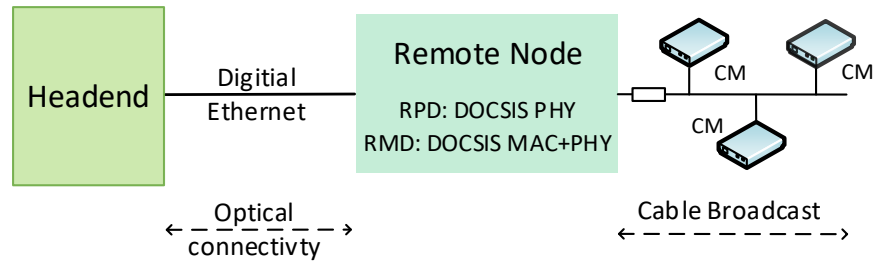 Headend
Digitial
Ethernet
Remote Node
RPD: DOCSIS PHY
RMD: DOCSIS MAC+PHY
CM
CM
CM
Optical
connectivty
Cable Broadcast